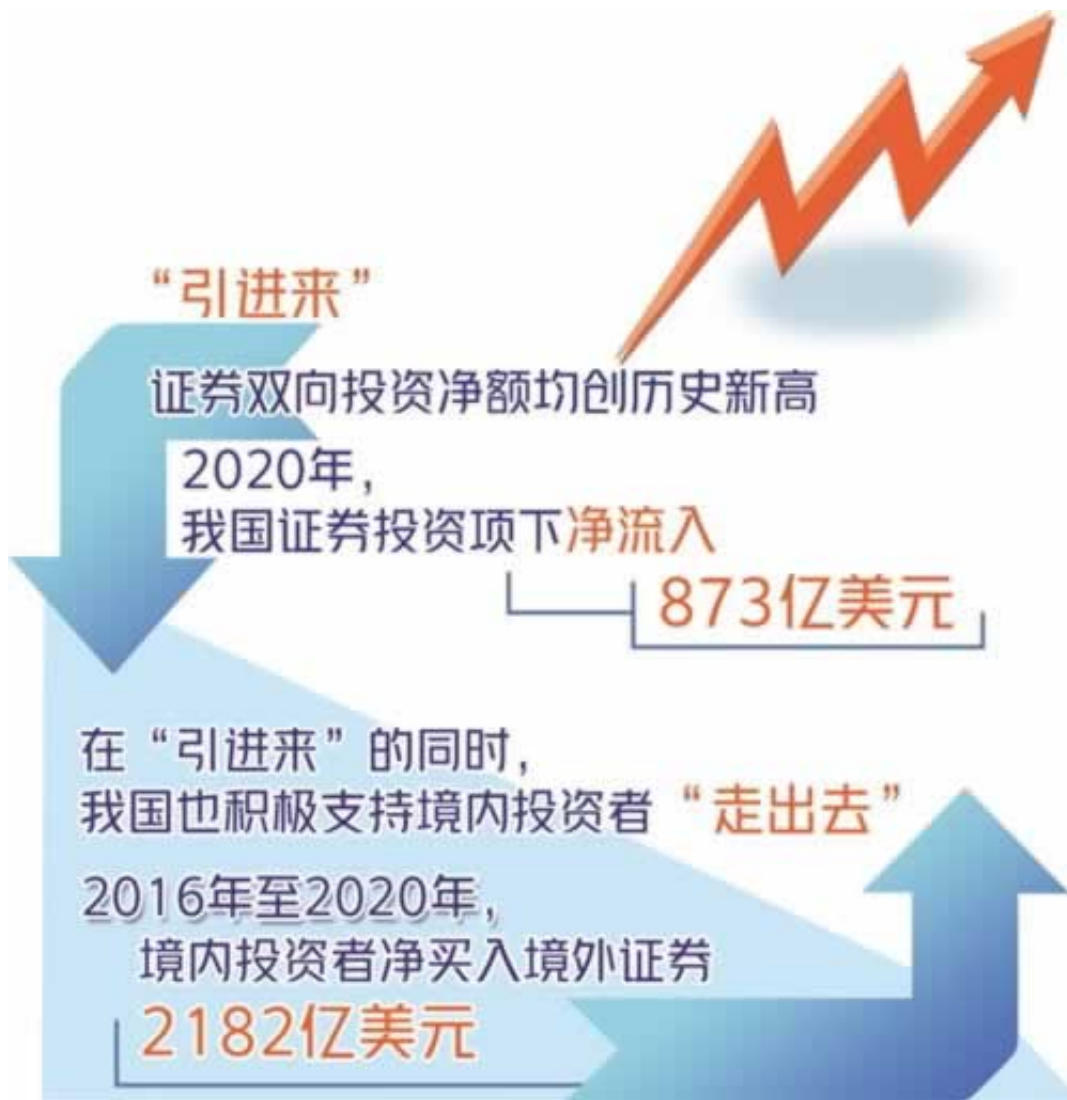 “引进来”
证券双向投资净额均创历史新高
2020年，
我国证券投资项下净流入
873亿美元
在“引进来”的同时，
我国也积极支持境内投资者“走出去”
2016年至2020年，
境内投资者净买入境外证券
2182亿美元